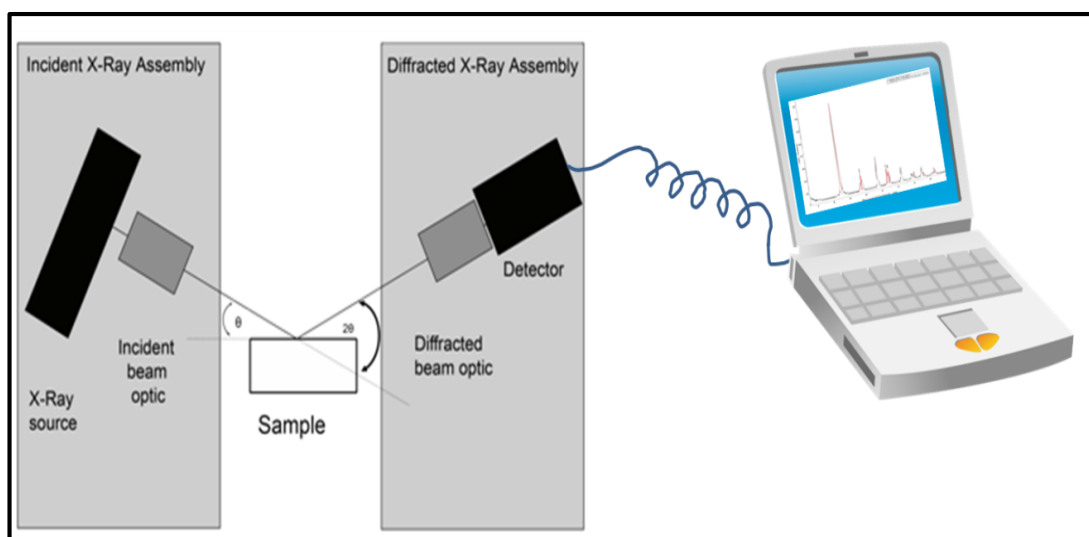 Incident X-Ray Assembly
Diffracted X-Ray Assembly
Detector
θ
2θ
Incident
beam
optic
Diffracted
beam optic
X-Ray
source
Sample